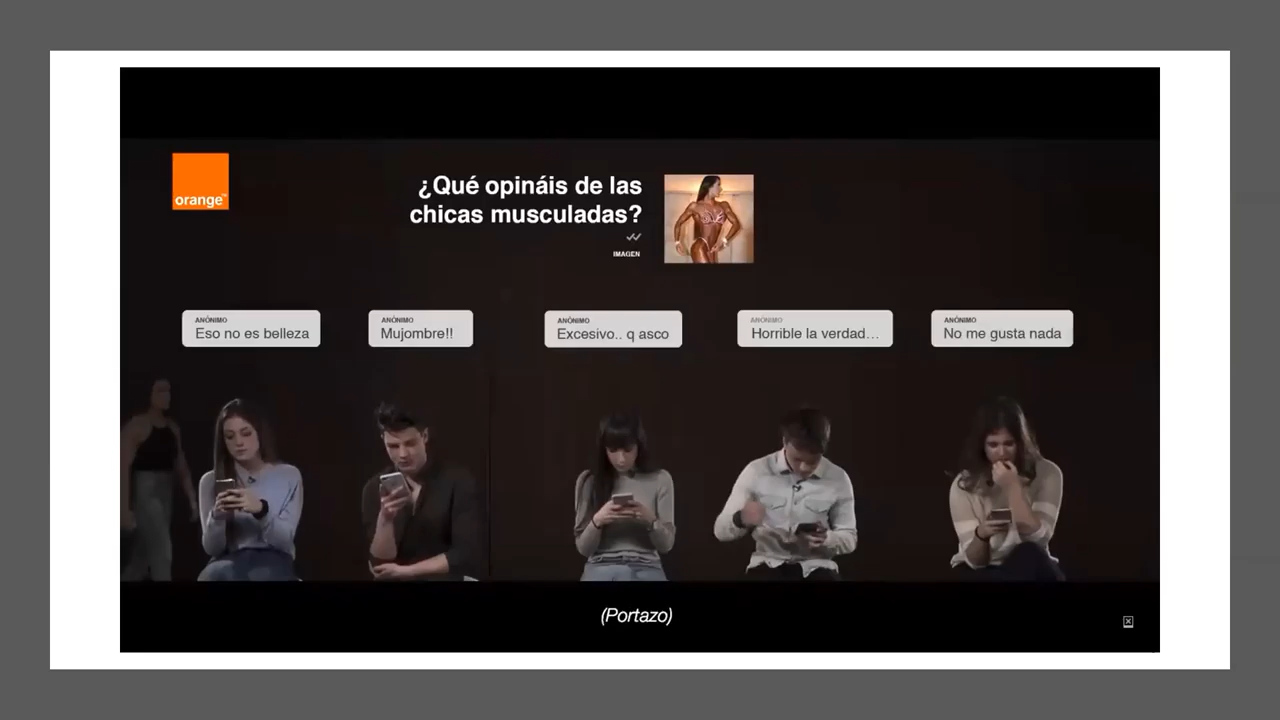 orange™
¿Qué opináis de las
chicas musculadas?
IMAGEN
ANÓNIMO
Eso no es belleza
ANÓNIMO
Mujombre!!
ANÓNIMO
Excesivo.. q asco
ANÓNIMO
Horrible la verdad...
ANÓNIMO
No me gusta nada
(Portazo)